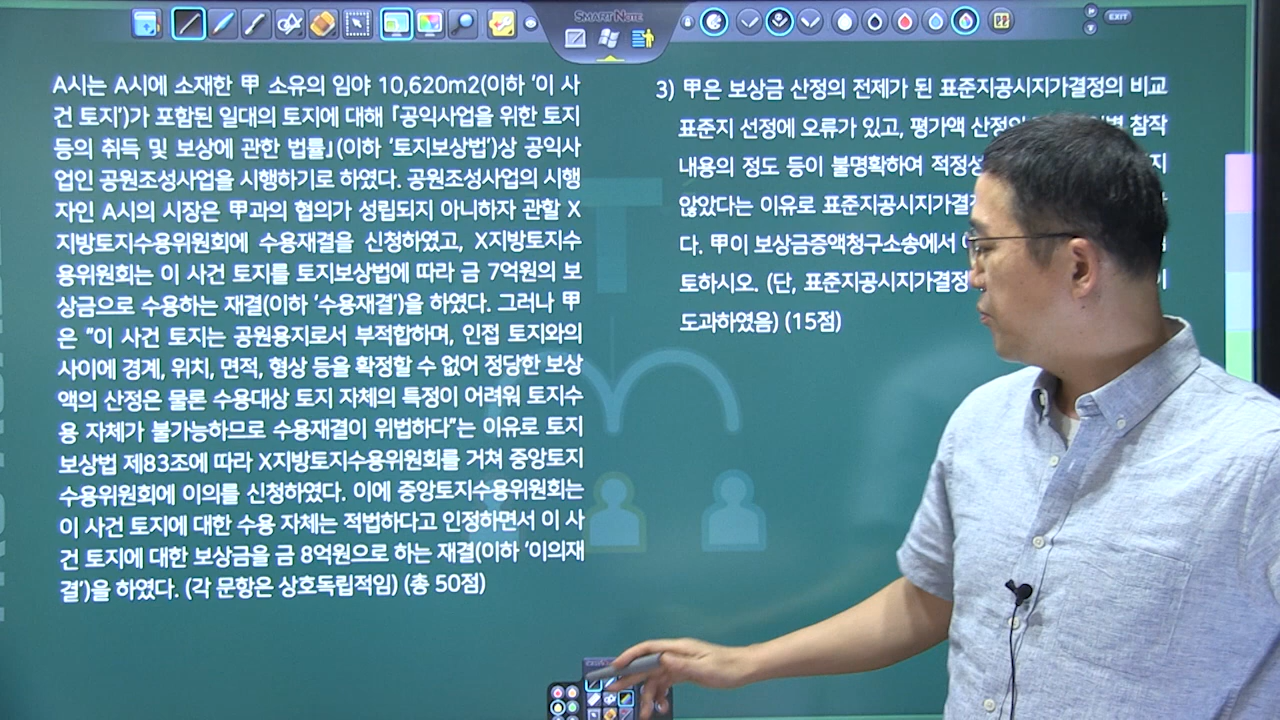 SMART NOTE
EXIT
A시는 A시에 소재한 甲 소유의 임야 10,620m2(이하 '이 사
건 토지')가 포함된 일대의 토지에 대해 「공익사업을 위한 토지
등의 취득 및 보상에 관한 법률」(이하 '토지보상법')상 공익사
업인 공원조성사업을 시행하기로 하였다. 공원조성사업의 시행
자인 A시의 시장은 甲과의 협의가 성립되지 아니하자 관할 X
지방토지수용위원회에 수용재결을 신청하였고, X지방토지수
용위원회는 이 사건 토지를 토지보상법에 따라 금 7억원의 보
상금으로 수용하는 재결(이하 '수용재결')을 하였다. 그러나 甲
은 "이 사건 토지는 공원용지로서 부적합하며, 인접 토지와의
사이에 경계, 위치, 면적, 형상 등을 확정할 수 없어 정당한 보상
액의 산정은 물론 수용대상 토지 자체의 특정이 어려워 토지수
용 자체가 불가능하므로 수용재결이 위법하다"는 이유로 토지
보상법 제83조에 따라 X지방토지수용위원회를 거쳐 중앙토지
수용위원회에 이의를 신청하였다. 이에 중앙토지수용위원회는
이 사건 토지에 대한 수용 자체는 적법하다고 인정하면서 이 사
건 토지에 대한 보상금을 금 8억원으로 하는 재결(이하 '이의재
결')을 하였다. (각 문항은 상호독립적임) (총 50점)
3) 甲은 보상금 산정의 전제가 된 표준지공시지가결정의 비교
표준지 선정에 오류가 있고, 평가액 산정의 참작
내용의 정도 등이 불명확하여 적정성
않았다는 이유로 표준지공시지가결정
다. 甲이 보상금증액청구소송에서
토하시오. (단, 표준지공시지가결정
도과하였음) (15점)